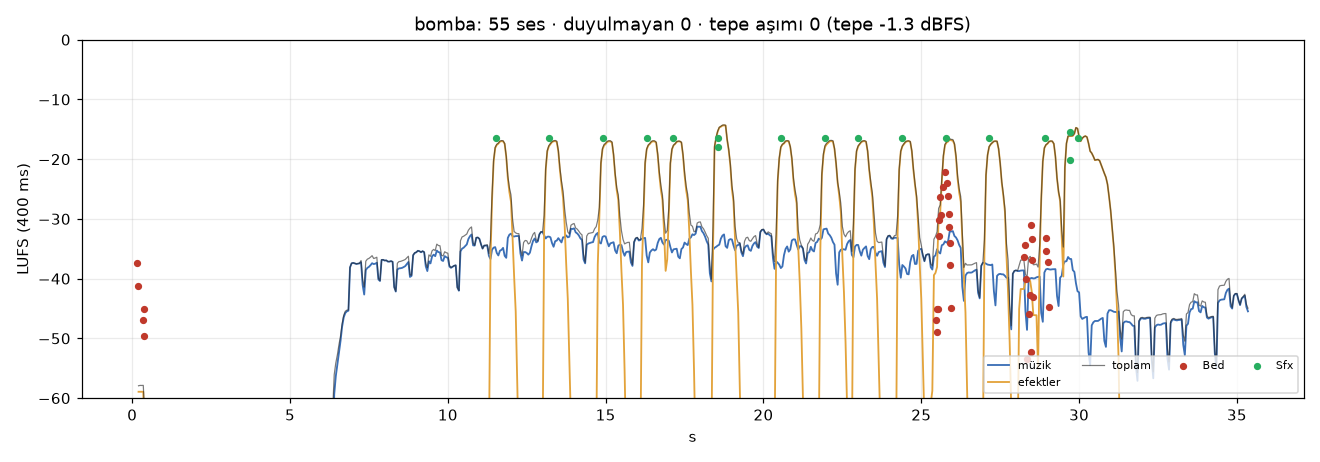 bomba: 55 ses · duyulmayan 0 · tepe aşımı 0 (tepe -1.3 dBFS)
LUFS (400 ms)
0
−10
−20
−30
−40
−50
−60
0 5 10 15 20 25 30 35
s
müzik
efektler
toplam
Bed
Sfx